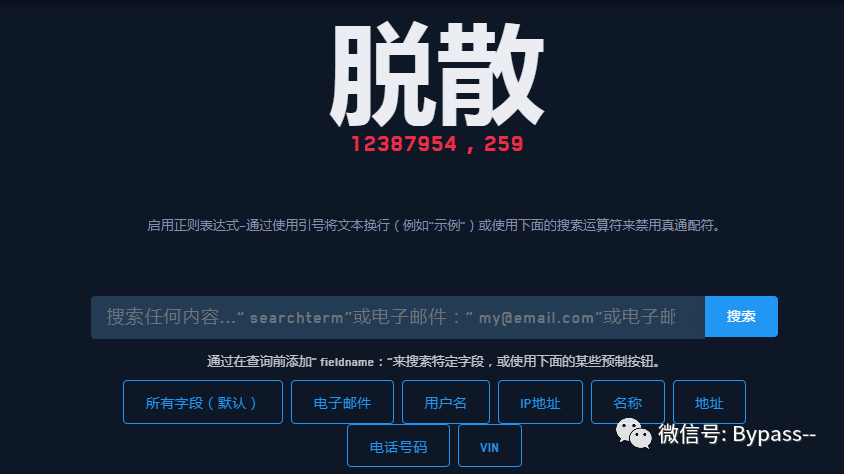 脱散
12387954，259
启用正则表达式-通过使用引号将文本换行（例如“示例”）或使用下面的搜索运算符来禁用真通配符。
搜索任何内容...“ searchterm”或电子邮件：“ my@email.com”或电子邮
搜索
通过在查询前添加“ fieldname：”来搜索特定字段，或使用下面的某些预制按钮。
所有字段（默认） 电子邮件 用户名 IP地址 名称 地址
电话号码 VIN
微信号: Bypass--